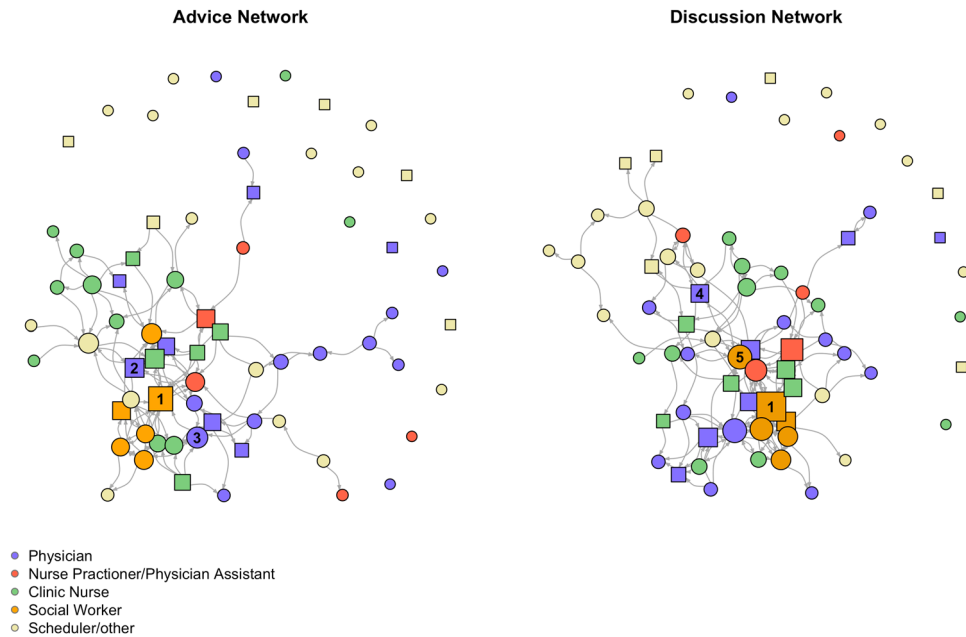 Advice Network
Discussion Network
4
5
2
1
1
3
Physician
Nurse Practioner/Physician Assistant
Clinic Nurse
Social Worker
Scheduler/other